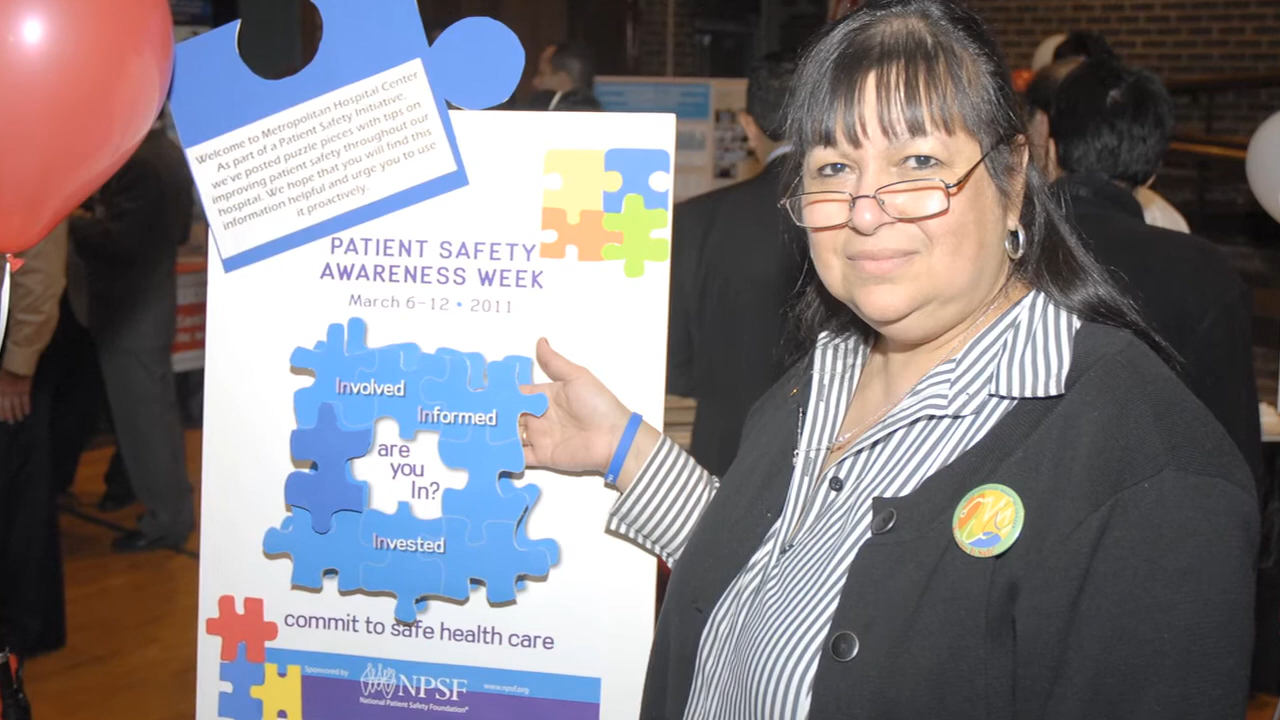 Welcome to Metropolitan Hospital Center
As part of a Patient Safety Initiative,
we've posted puzzle pieces with tips on
improving patient safety throughout our
hospital. We hope that you will find this
information helpful and urge you to use
it proactively.
PATIENT SAFETY
AWARENESS WEEK
March 6–12 • 2011
Involved
Informed
are
you
In?
Invested
commit to safe health care
Sponsored by
NPSF
National Patient Safety Foundation®
www.npsf.org